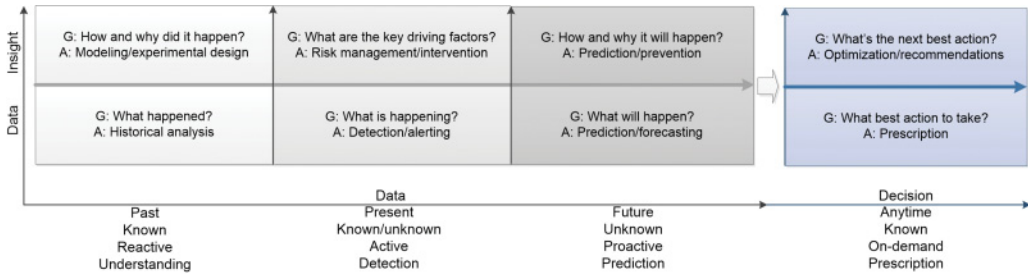 Insight
G: How and why did it happen?
A: Modeling/experimental design
G: What are the key driving factors?
A: Risk management/intervention
G: How and why it will happen?
A: Prediction/prevention
G: What's the next best action?
A: Optimization/recommendations
Data
G: What happened?
A: Historical analysis
G: What is happening?
A: Detection/alerting
G: What will happen?
A: Prediction/forecasting
G: What best action to take?
A: Prescription
Data
Decision
Past
Known
Reactive
Understanding
Present
Known/unknown
Active
Detection
Future
Unknown
Proactive
Prediction
Anytime
Known
On-demand
Prescription